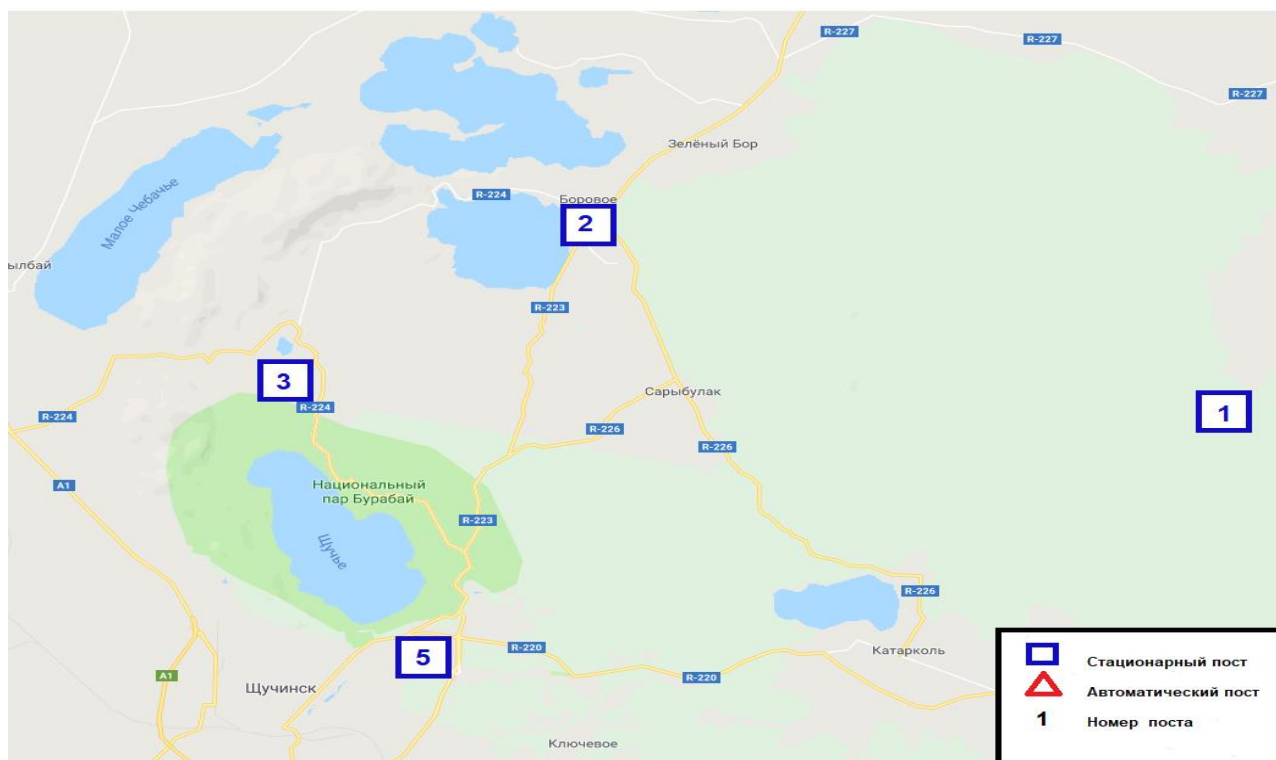 R-227
R-227
R-227
Зелёный Бор
Малое Чебачье
R-224
Боровое
2
ылбай
R-223
3
R-224
R-224
Сарыбулак
1
R-226
R-226
A1
Национальный
пар Бурабай
R-223
Щучье
R-226
5
R-220
Катарколь
A1
R-220
Щучинск
Ключевое
Стационарный пост
Автоматический пост
1 Номер поста